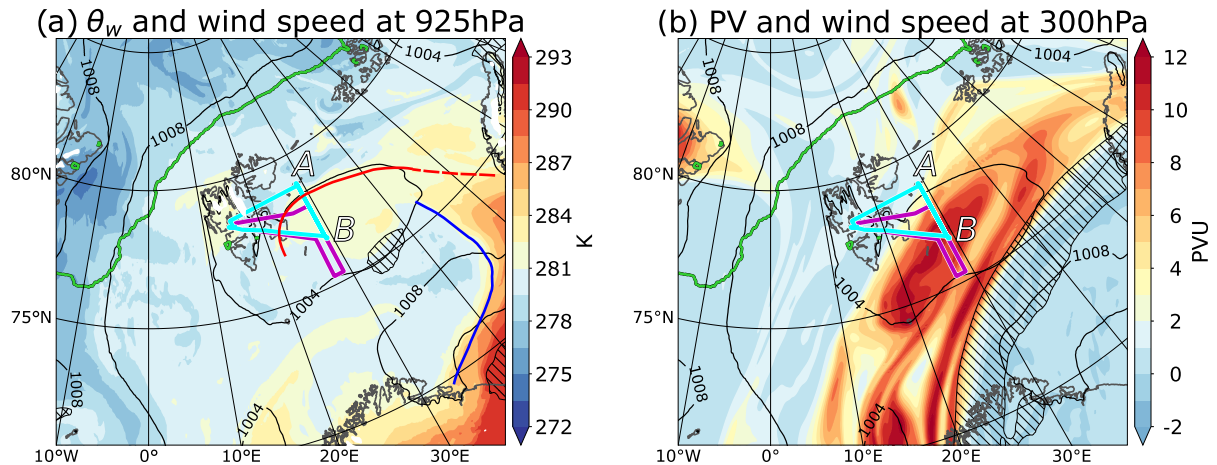 (a) θw and wind speed at 925hPa
(b) PV and wind speed at 300hPa
1008
1004
1008
A
B
1004
1008
1008
1004
80°N
75°N
10°W
0°
10°E
20°E
30°E
293
290
287
284
281
278
275
272
K
1004
1008
1008
A
B
1008
1004
1008
1004
80°N
75°N
10°W
0°
10°E
20°E
30°E
12
10
8
6
4
2
0
-2
PVU